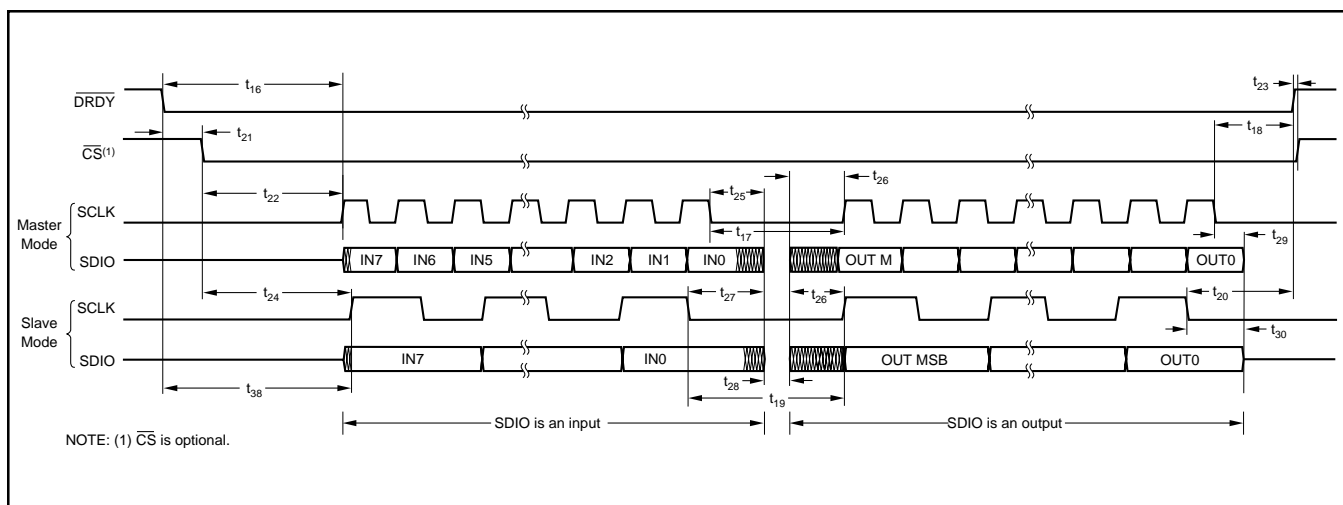 t16
t23
DRDY
t21
t18
CS(1)
t22
t25
t26
Master Mode
SCLK
t17
t29
SDIO
IN7 IN6 IN5 IN2 IN1 IN0 OUT M OUT0
t24
t27
t26
t20
Slave Mode
SCLK
t30
SDIO
IN7 IN0 OUT MSB OUT0
t28
t38
t19
SDIO is an input
SDIO is an output
NOTE: (1) CS is optional.